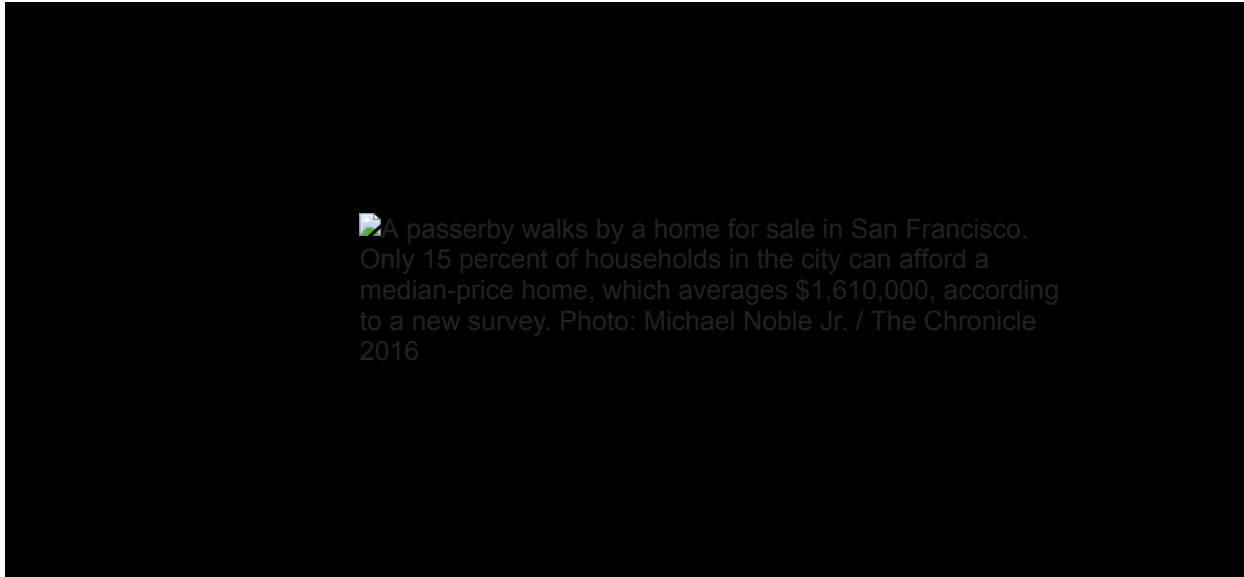 A passerby walks by a home for sale in San Francisco.
Only 15 percent of households in the city can afford a
median-price home, which averages $1,610,000, according
to a new survey. Photo: Michael Noble Jr. / The Chronicle
2016